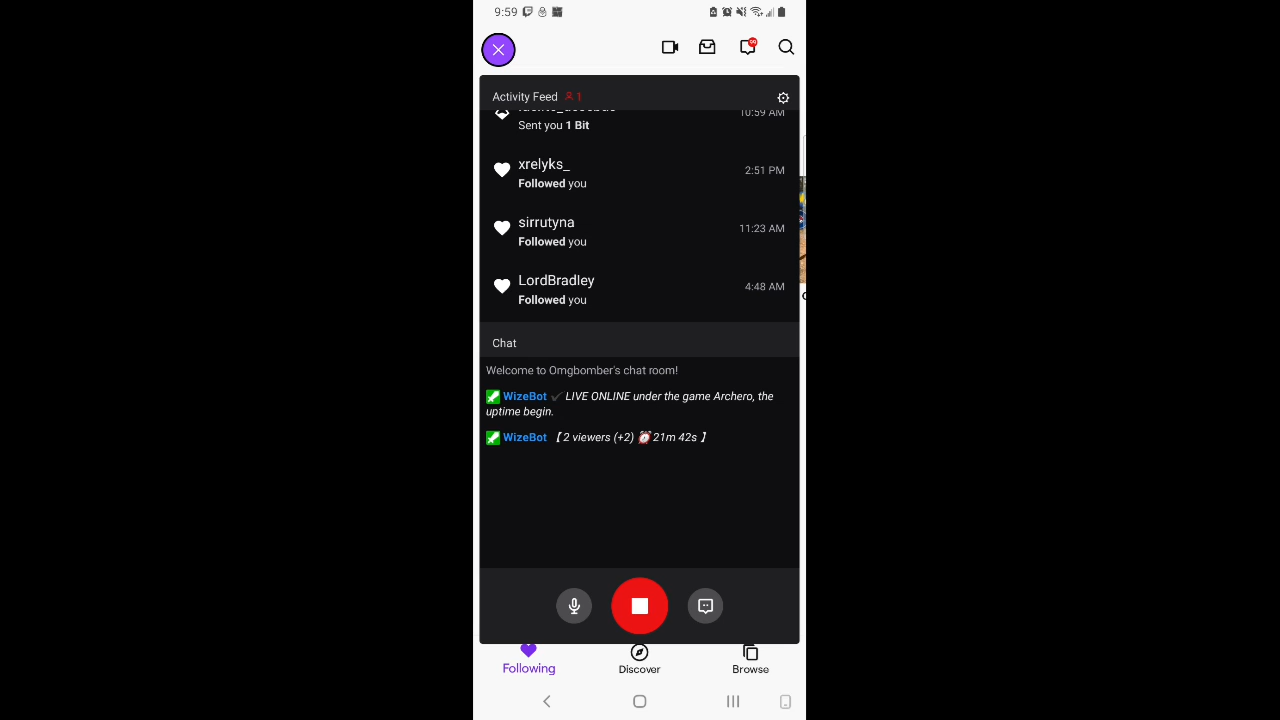 9:59
Activity Feed 1
10:59 AM
Sent you 1 Bit
xrelyks_
2:51 PM
Followed you
sirrutyna
11:23 AM
Followed you
LordBradley
4:48 AM
Followed you
Chat
Welcome to Omgbomber's chat room!
WizeBot ✔LIVE ONLINE under the game Archero, the
uptime begin.
WizeBot 【 2 viewers (+2) ⏰ 21m 42s 】
Following
Discover
Browse